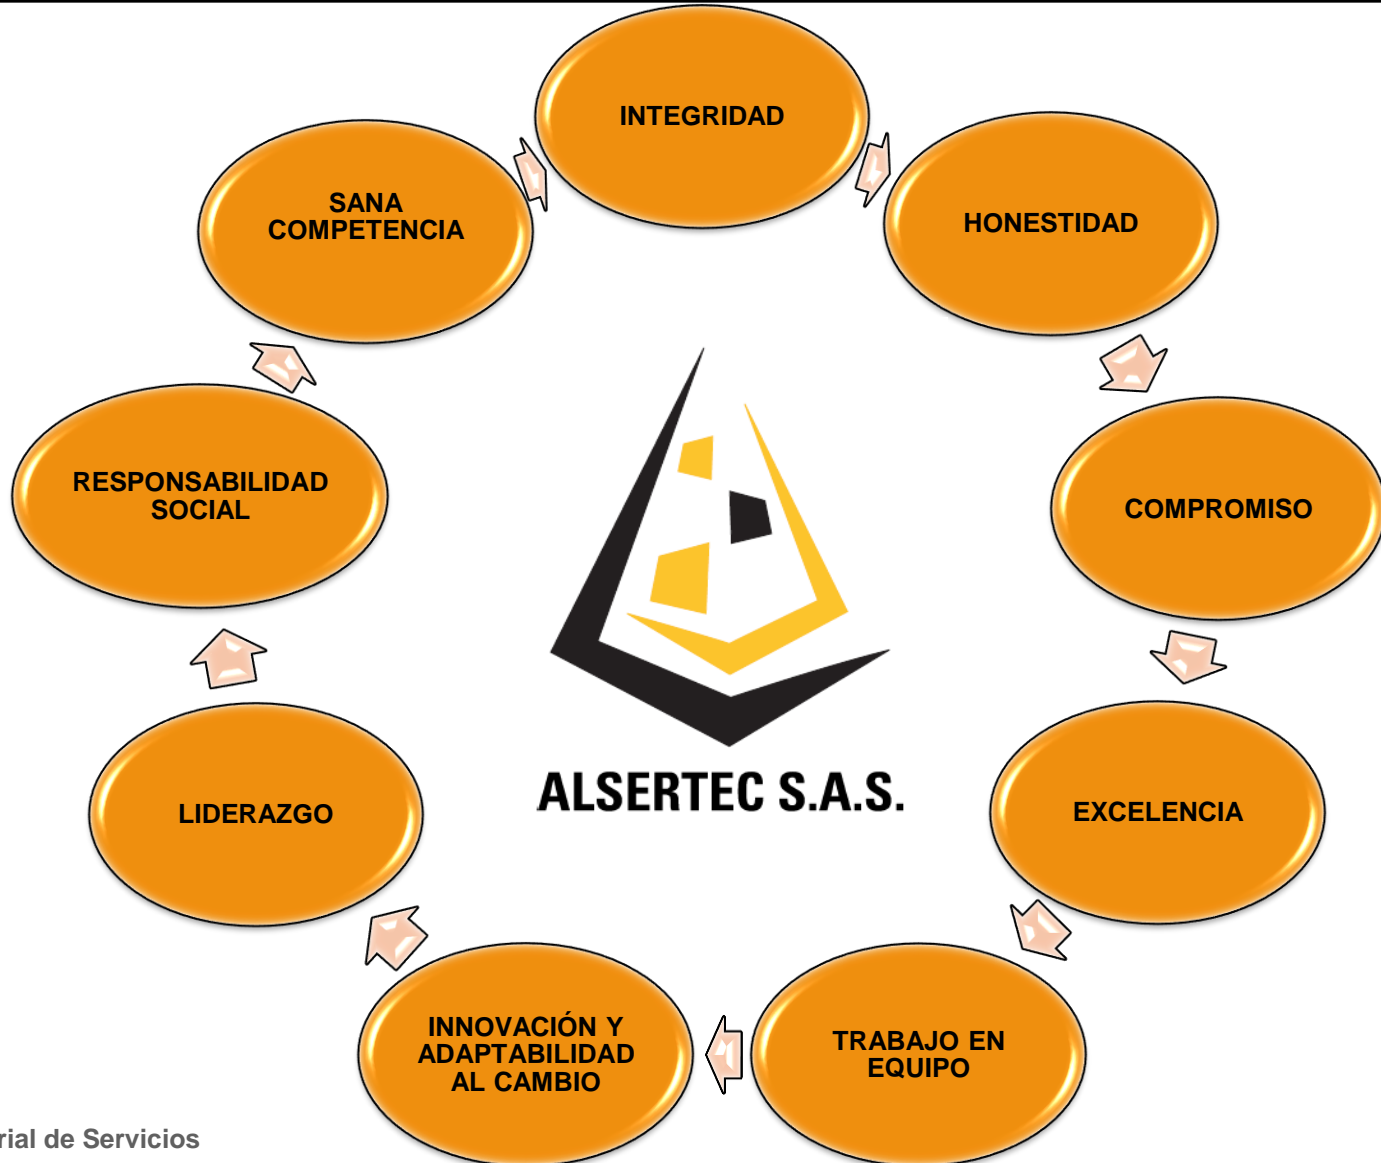 INTEGRIDAD
HONESTIDAD
COMPROMISO
EXCELENCIA
TRABAJO EN
EQUIPO
INNOVACIÓN Y
ADAPTABILIDAD
AL CAMBIO
LIDERAZGO
RESPONSABILIDAD
SOCIAL
SANA
COMPETENCIA
ALSERTEC S.A.S.
de Servicios